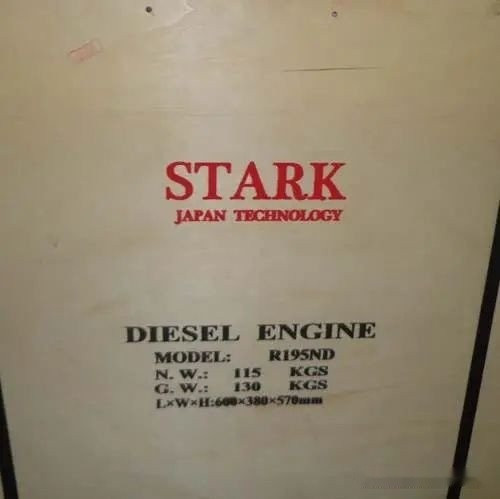 STARK
JAPAN TECHNOLOGY
DIESEL ENGINE
MODEL: R195ND
N. W.: 115 KGS
G. W.: 130 KGS
L×W×H:600×380×570mm